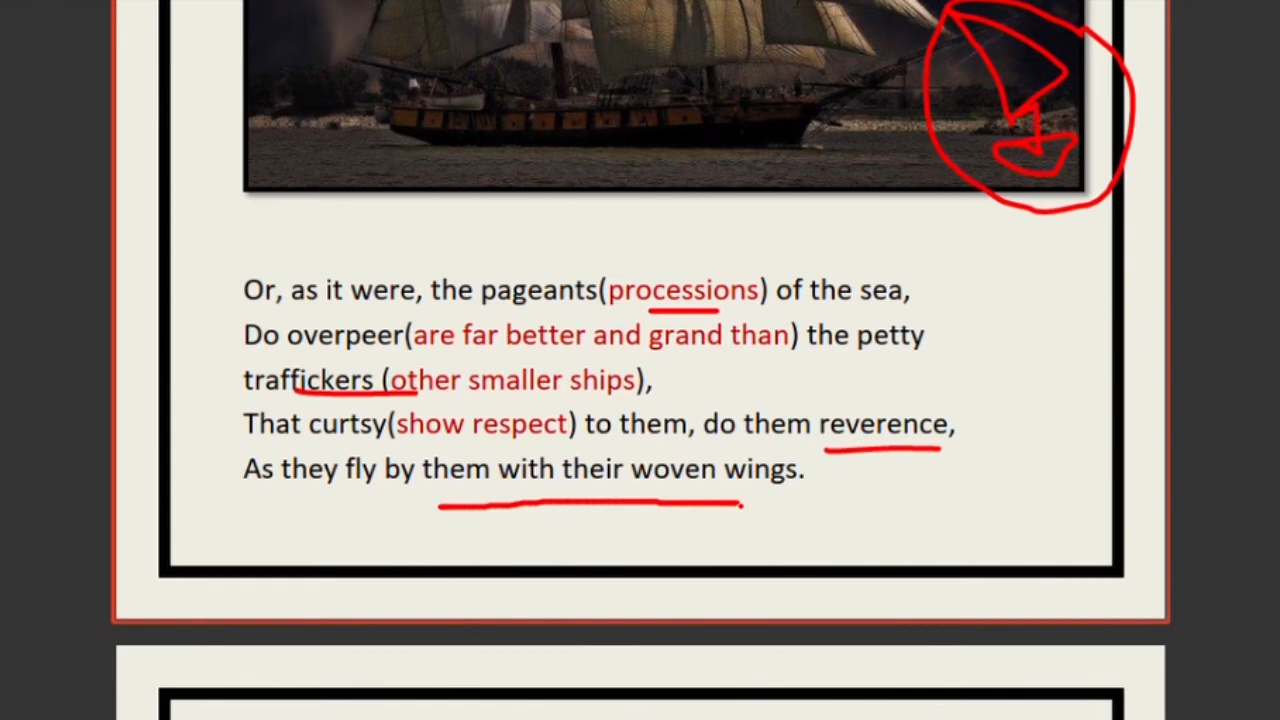 Or, as it were, the pageants(processions) of the sea,
Do overpeer(are far better and grand than) the petty
traffickers (other smaller ships),
That curtsy(show respect) to them, do them reverence,
As they fly by them with their woven wings.